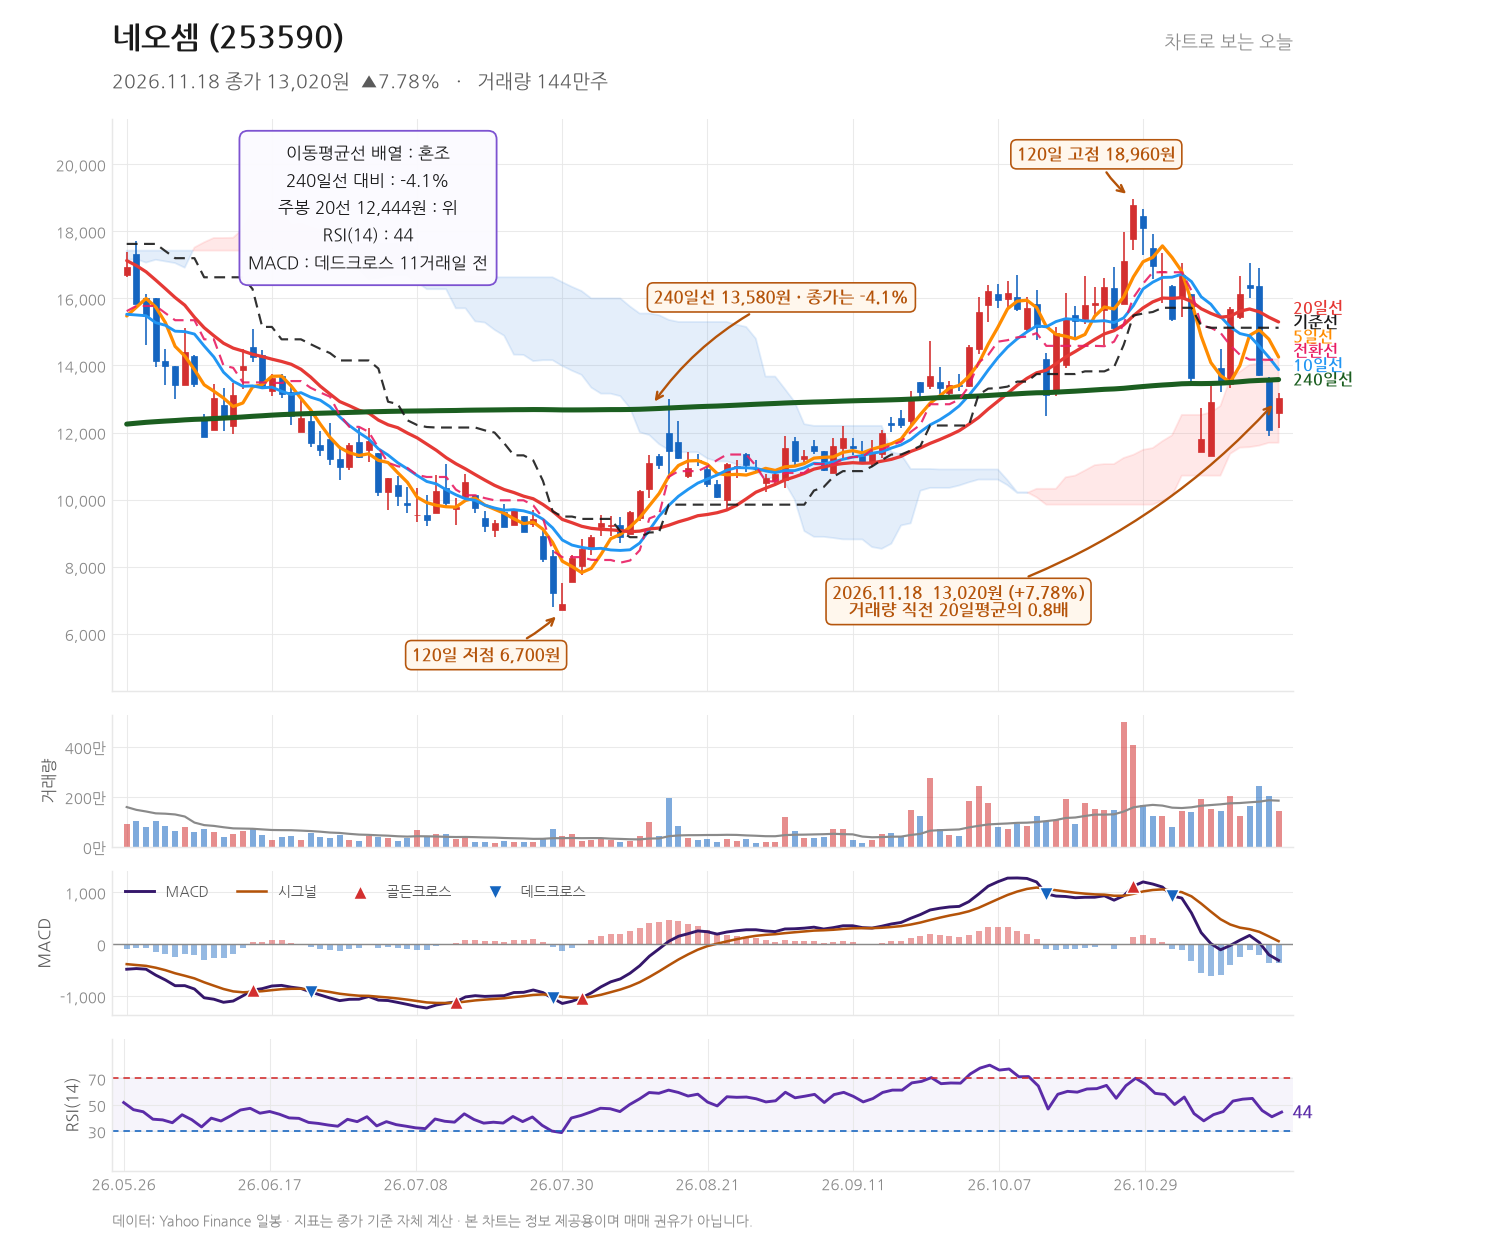 네오셈 (253590)
차트로 보는 오늘
2026.11.18 종가 13,020원 ▲7.78% · 거래량 144만주
이동평균선 배열 : 혼조
240일선 대비 : -4.1%
주봉 20선 12,444원 : 위
RSI(14) : 44
MACD : 데드크로스 11거래일 전
120일 고점 18,960원
240일선 13,580원 · 종가는 -4.1%
2026.11.18 13,020원 (+7.78%)
거래량 직전 20일평균의 0.8배
120일 저점 6,700원
20,000
18,000
16,000
14,000
12,000
10,000
8,000
6,000
20일선
기준선
5일선
전환선
10일선
240일선
거래량
400만
200만
0만
MACD
1,000
0
-1,000
MACD
시그널
골든크로스
데드크로스
RSI(14)
70
50
30
44
26.05.26
26.06.17
26.07.08
26.07.30
26.08.21
26.09.11
26.10.07
26.10.29
데이터: Yahoo Finance 일봉 · 지표는 종가 기준 자체 계산 · 본 차트는 정보 제공용이며 매매 권유가 아닙니다.